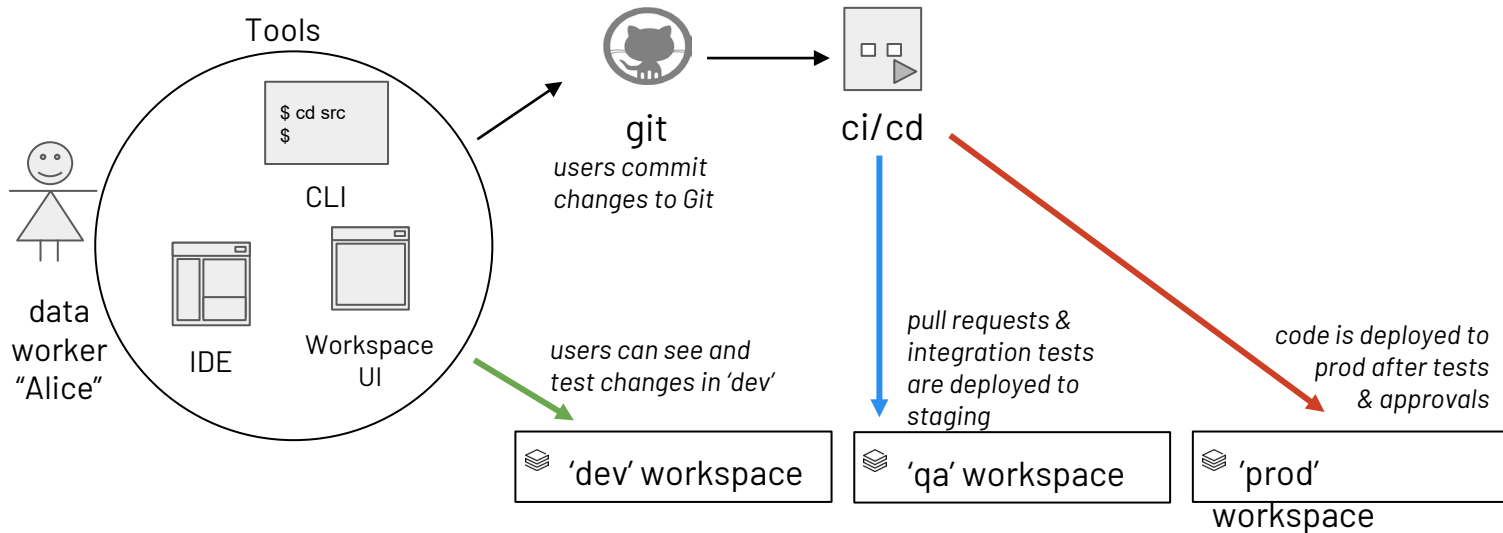 Tools
$ cd src
$
CLI
IDE
Workspace
UI
data
worker
“Alice”
git
users commit
changes to Git
ci/cd
users can see and
test changes in ‘dev’
pull requests &
integration tests
are deployed to
staging
code is deployed to
prod after tests
& approvals
‘dev’ workspace
‘qa’ workspace
‘prod’
workspace